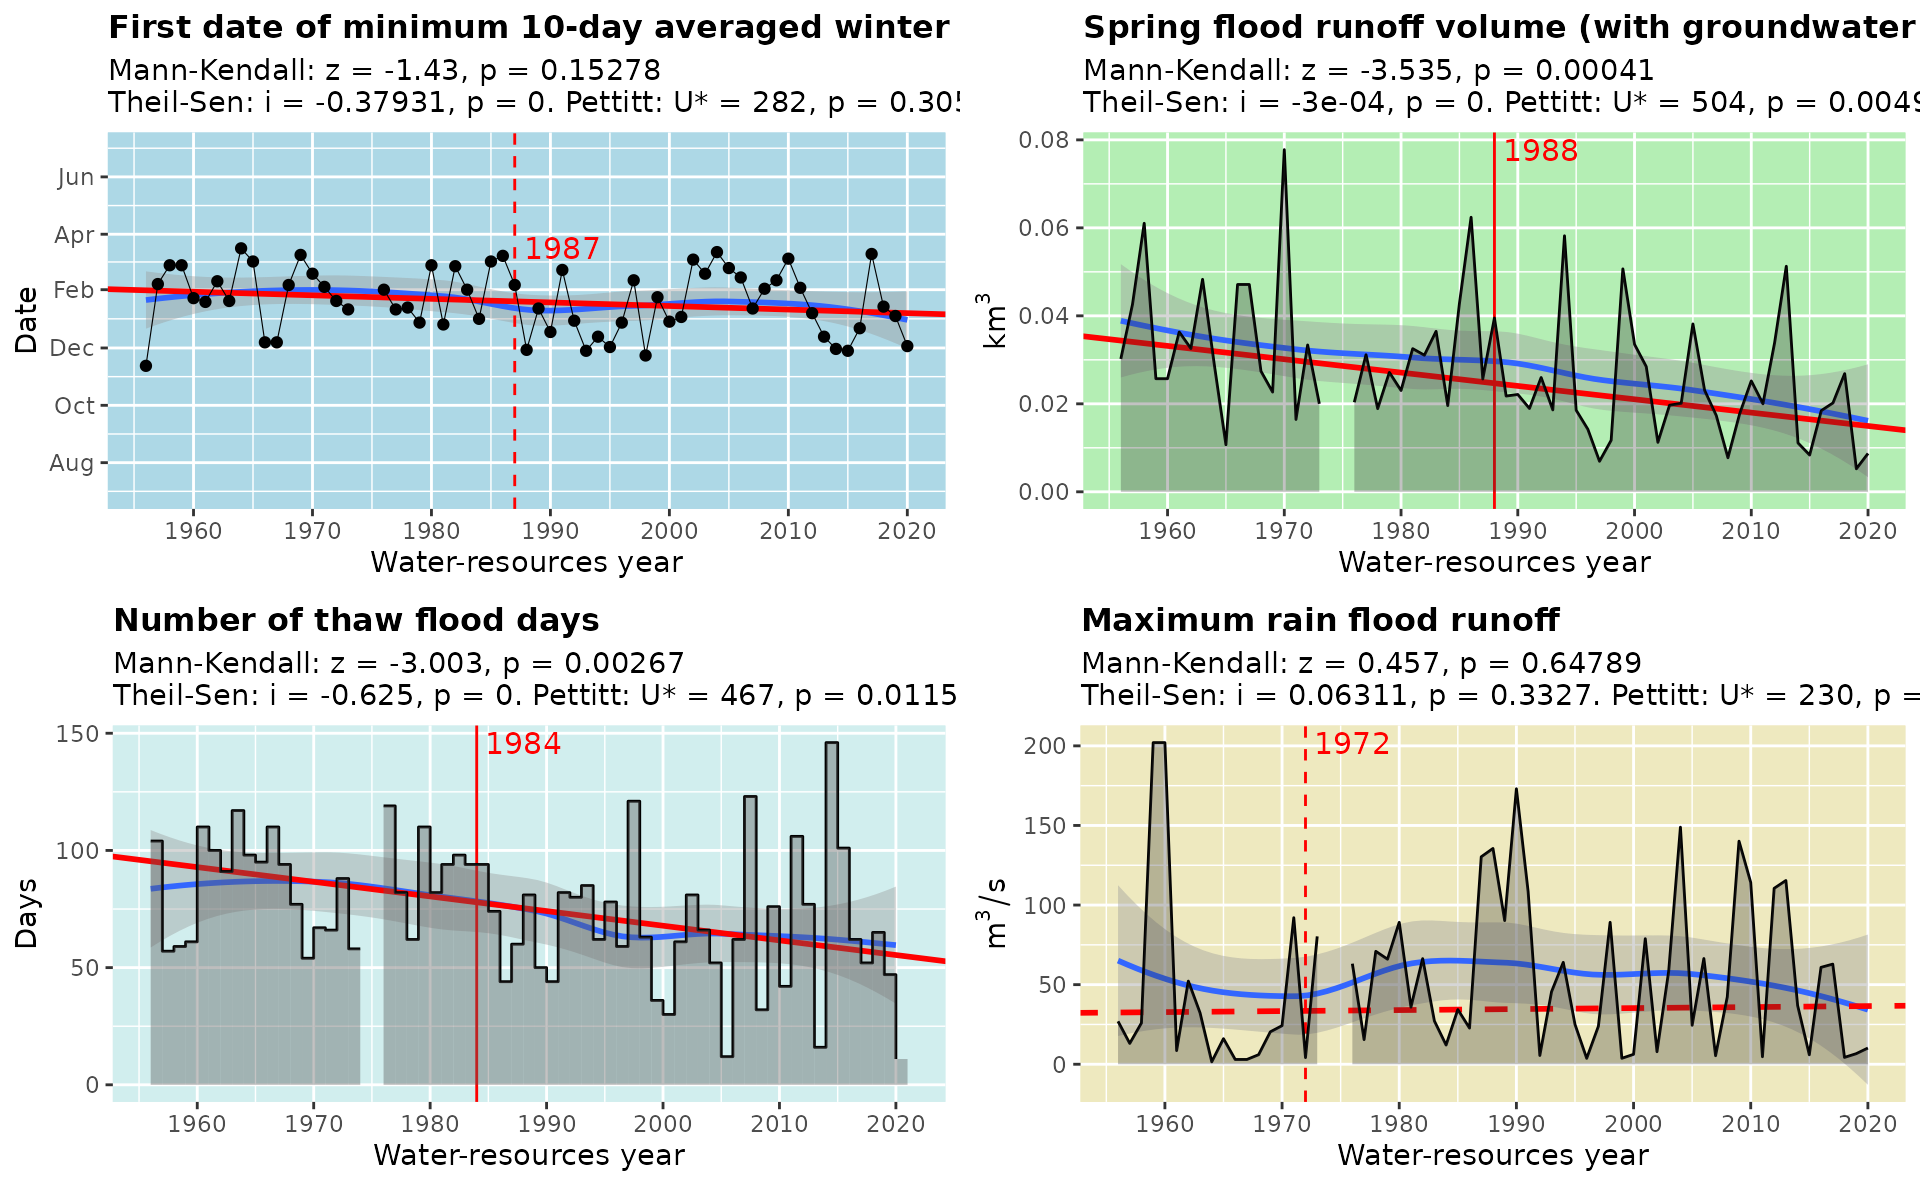 First date of minimum 10-day averaged winter
Mann-Kendall: z = -1.43, p = 0.15278
Theil-Sen: i = -0.37931, p = 0. Pettitt: U* = 282, p = 0.305
1987
Jun
Apr
Feb
Dec
Oct
Aug
Date
1960 1970 1980 1990 2000 2010 2020
Water-resources year
Spring flood runoff volume (with groundwater
Mann-Kendall: z = -3.535, p = 0.00041
Theil-Sen: i = -3e-04, p = 0. Pettitt: U* = 504, p = 0.0049
1988
0.08
0.06
0.04
0.02
0.00
km³
1960 1970 1980 1990 2000 2010 2020
Water-resources year
Number of thaw flood days
Mann-Kendall: z = -3.003, p = 0.00267
Theil-Sen: i = -0.625, p = 0. Pettitt: U* = 467, p = 0.0115
1984
150
100
50
0
Days
1960 1970 1980 1990 2000 2010 2020
Water-resources year
Maximum rain flood runoff
Mann-Kendall: z = 0.457, p = 0.64789
Theil-Sen: i = 0.06311, p = 0.3327. Pettitt: U* = 230, p =
1972
200
150
100
50
0
m³/s
1960 1970 1980 1990 2000 2010 2020
Water-resources year